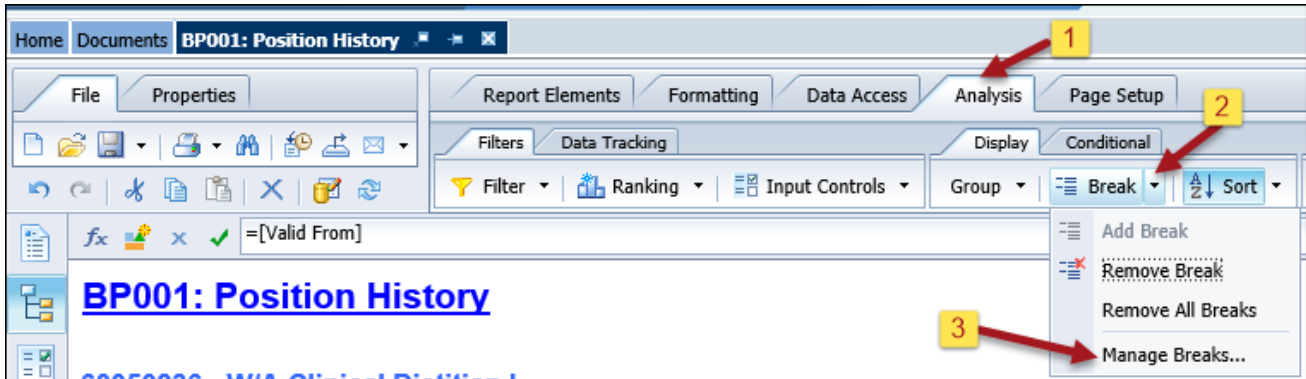 Home Documents BP001: Position History
1
File Properties Report Elements Formatting Data Access Analysis Page Setup
2
Filters Data Tracking Display Conditional
Filter Ranking Input Controls Group Break Sort
=[Valid From]
Add Break
Remove Break
BP001: Position History
Remove All Breaks
3
Manage Breaks...